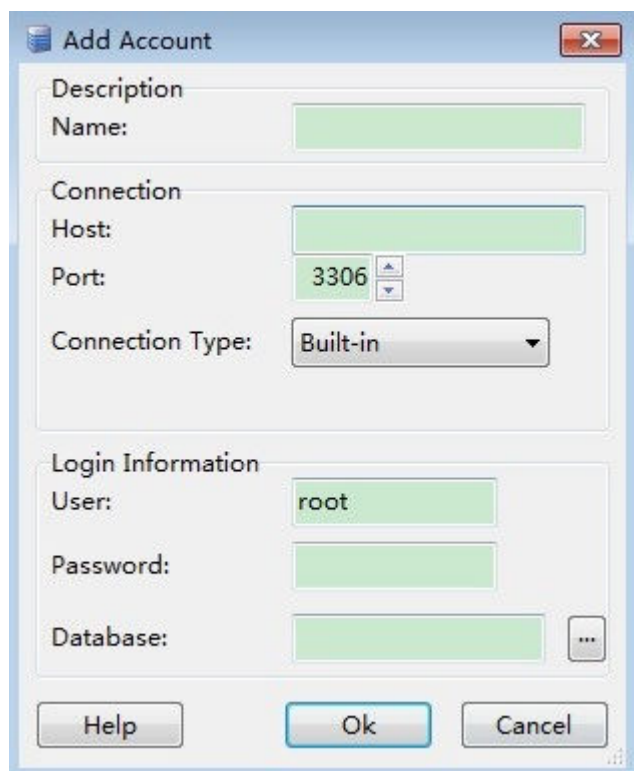 Add Account
Description
Name:
Connection
Host:
Port: 3306
Connection Type: Built-in
Login Information
User: root
Password:
Database: ...
Help Ok Cancel